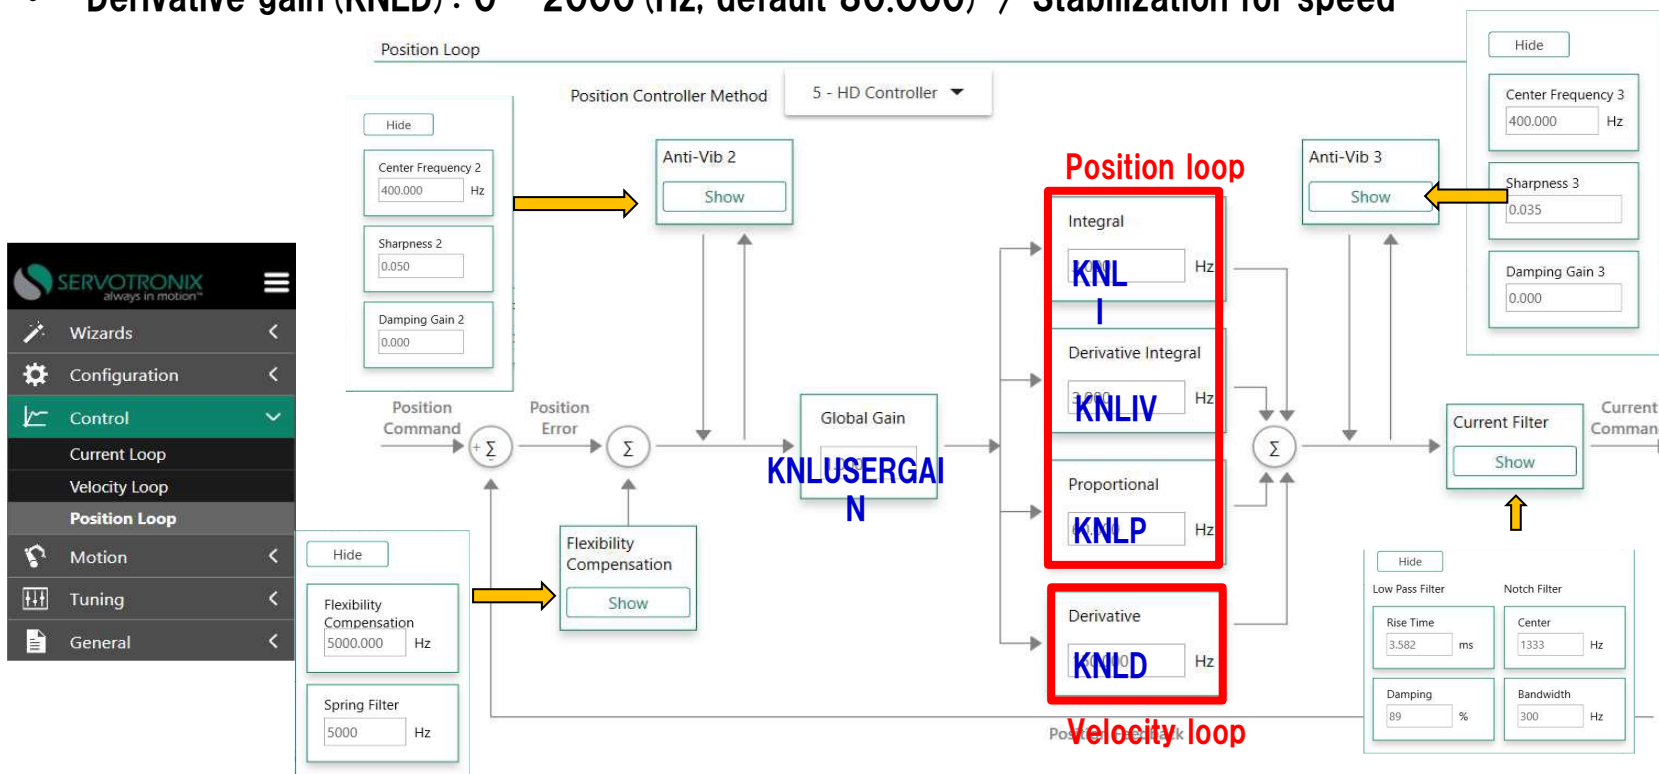 • Derivative gain (KNLD) : 0 ~ 2000 (Hz, default 80.000) / Stabilization for speed
Position Loop
Position Controller Method
5 - HD Controller
Hide
Center Frequency 2
400.000 Hz
Sharpness 2
0.050
Damping Gain 2
0.000
Anti-Vib 2
Show
Position loop
Integral
KNL
I
Hz
Derivative Integral
KNLIV
Hz
Proportional
KNLP
Hz
Derivative
KNLD
Hz
Velocity loop
Anti-Vib 3
Show
Hide
Center Frequency 3
400.000 Hz
Sharpness 3
0.035
Damping Gain 3
0.000
SERVOTRONIX
always in motion™
Wizards
Configuration
Control
Current Loop
Velocity Loop
Position Loop
Motion
Tuning
General
Position
Command
+ Σ
-
Position
Error
Σ
Global Gain
KNLUSERGAI
N
Σ
Current Filter
Show
Current
Flexibility
Compensation
Show
Hide
Flexibility
Compensation
5000.000 Hz
Spring Filter
5000 Hz
Hide
Low Pass Filter Notch Filter
Rise Time
3.582 ms
Center
1333 Hz
Damping
89 %
Bandwidth
300 Hz